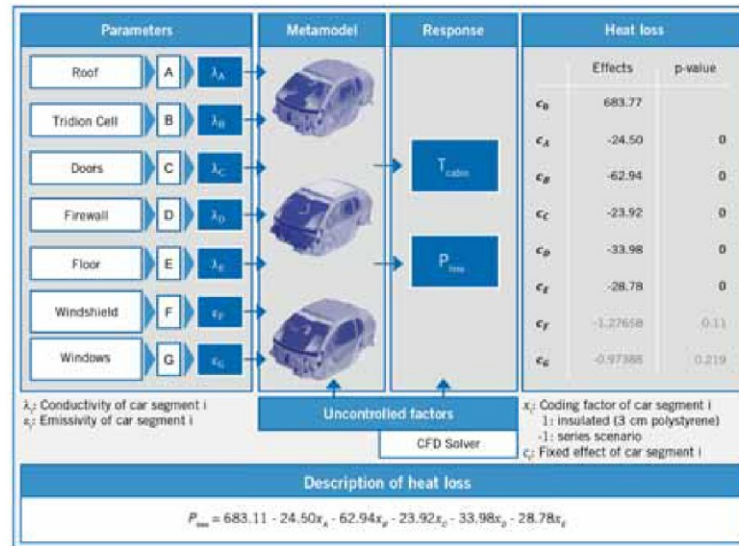 Parameters
Metamodel
Response
Heat loss
Roof
A
λA
Tridion Cell
B
λB
Doors
C
λC
Firewall
D
λD
Floor
E
λE
Windshield
F
εF
Windows
G
εG
Tcabin
Ploss
Effects p-value
c0 683.77
cA -24.50 0
cB -62.94 0
cC -23.92 0
cD -33.98 0
cE -28.78 0
cF -1.27658 0.11
cG -0.97388 0.219
λi: Conductivity of car segment i
εi: Emissivity of car segment i
Uncontrolled factors
CFD Solver
xi: Coding factor of car segment i
1: insulated (3 cm polystyrene)
-1: series scenario
ci: Fixed effect of car segment i
Description of heat loss
Ploss = 683.11 - 24.50xA - 62.94xB - 23.92xC - 33.98xD - 28.78xE